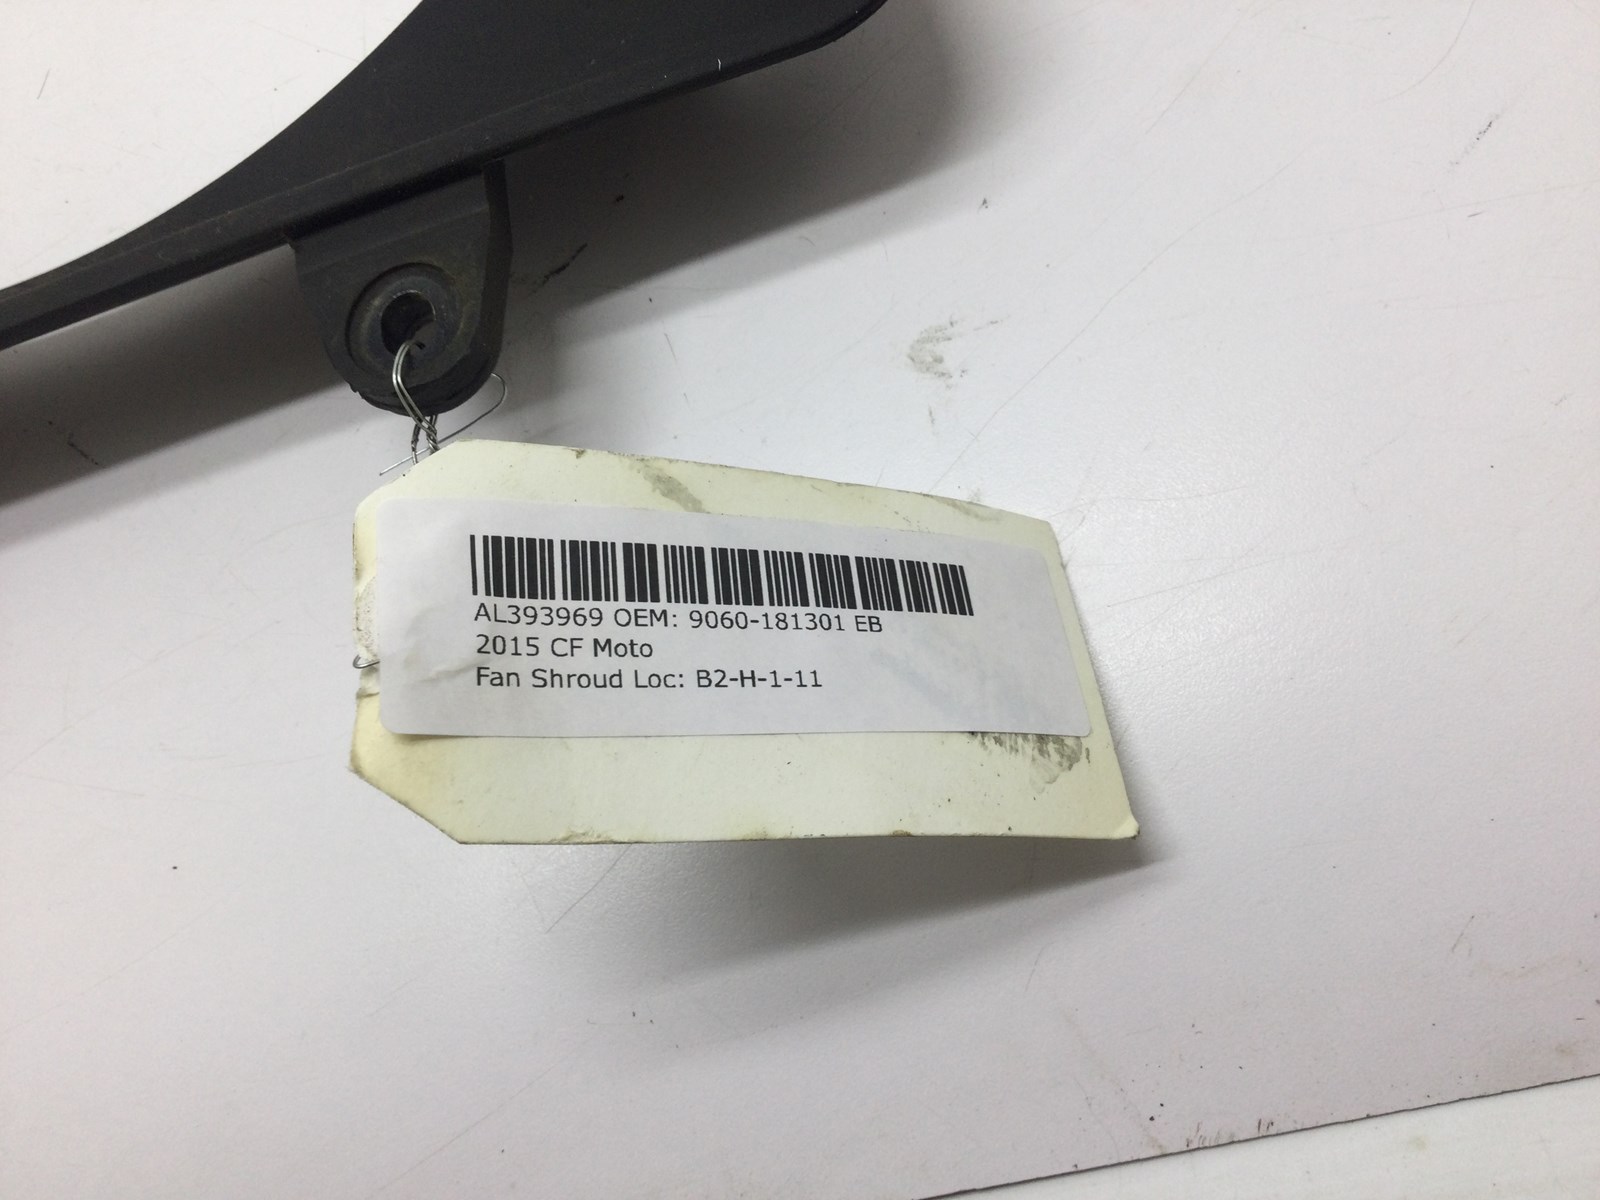 AL393969 OEM: 9060-181301 EB
2015 CF Moto
Fan Shroud Loc: B2-H-1-11